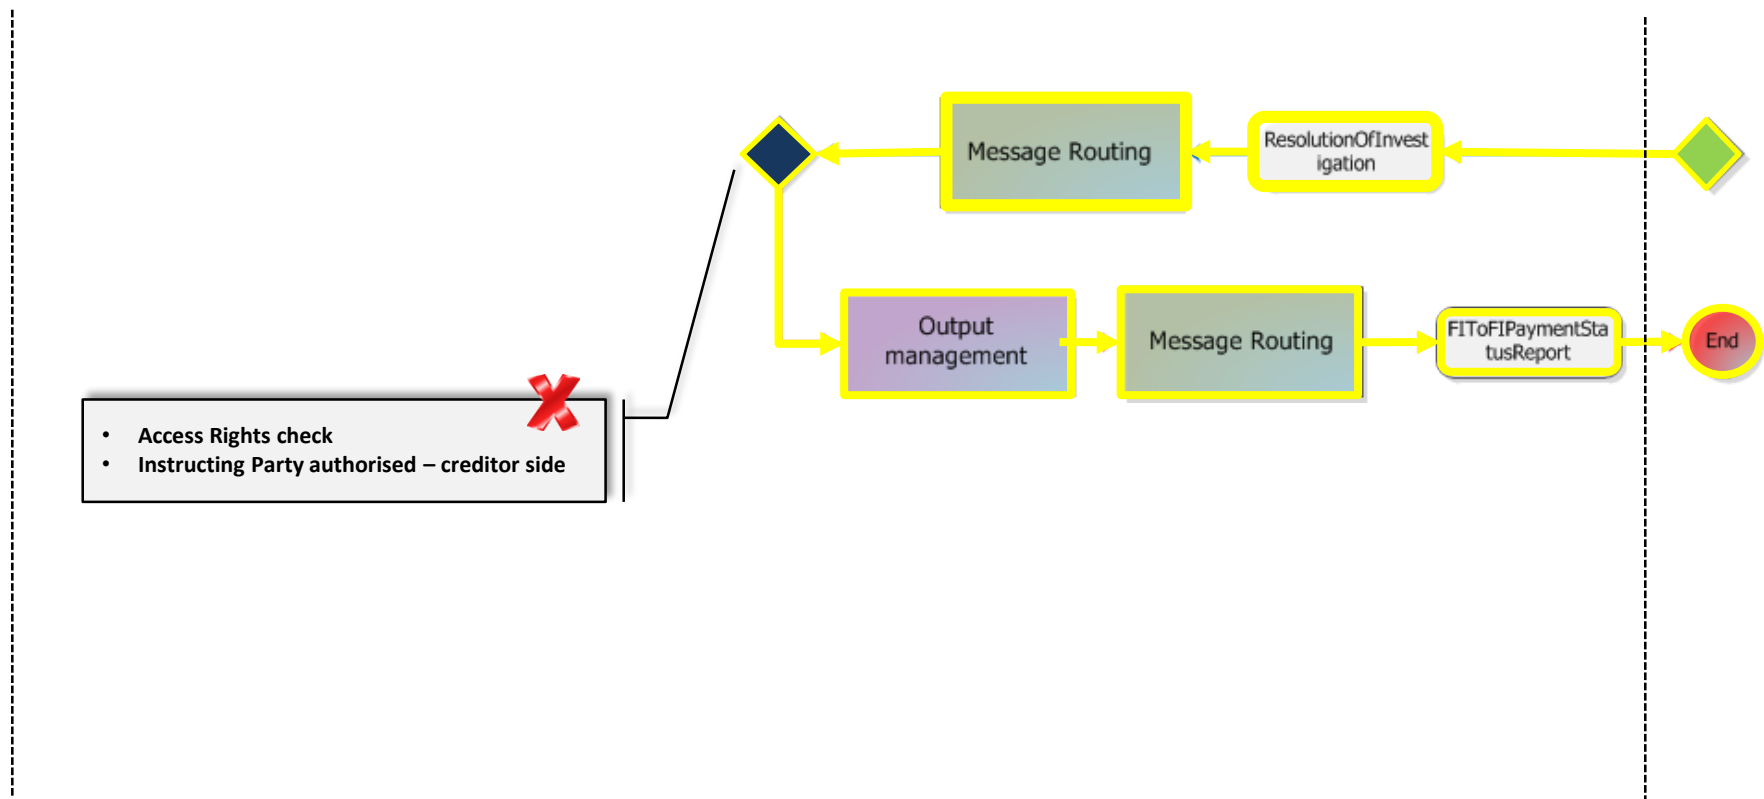 Message Routing
ResolutionOfInvest
igation
Output
management
Message Routing
FIToFIPaymentSta
tusReport
End
• Access Rights check
• Instructing Party authorised – creditor side